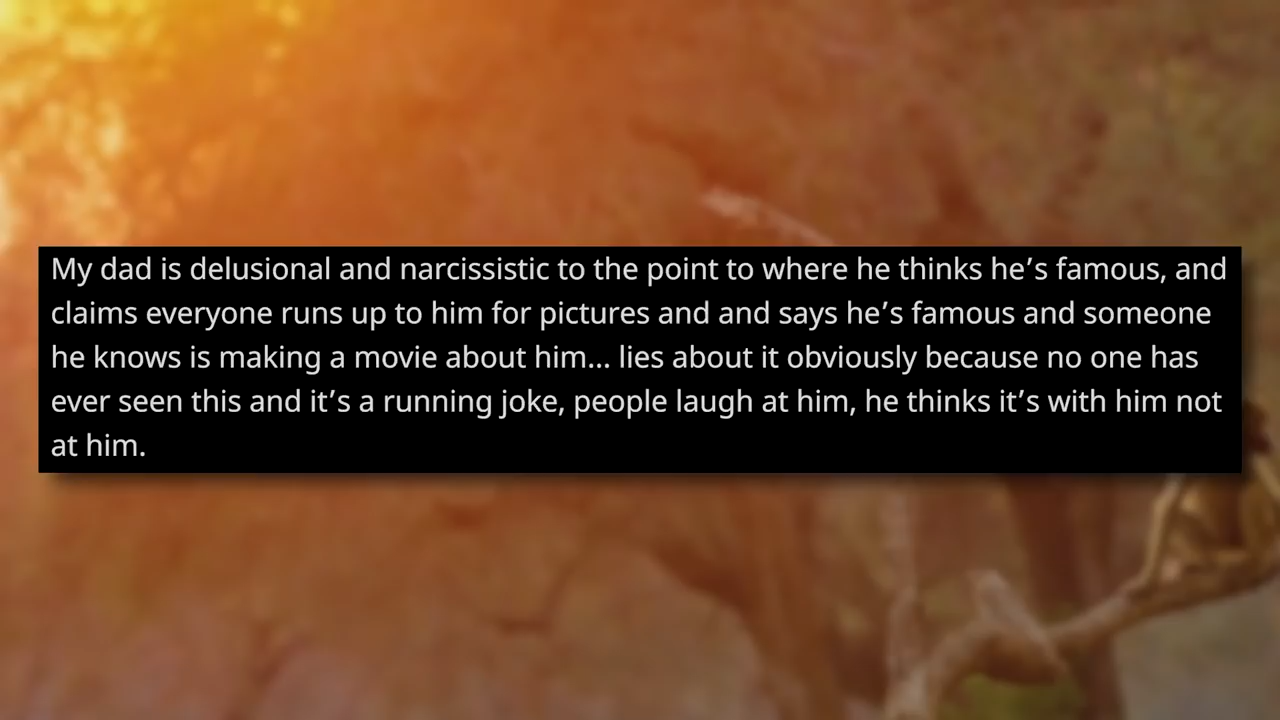 My dad is delusional and narcissistic to the point to where he thinks he’s famous, and
claims everyone runs up to him for pictures and and says he’s famous and someone
he knows is making a movie about him... lies about it obviously because no one has
ever seen this and it’s a running joke, people laugh at him, he thinks it’s with him not
at him.